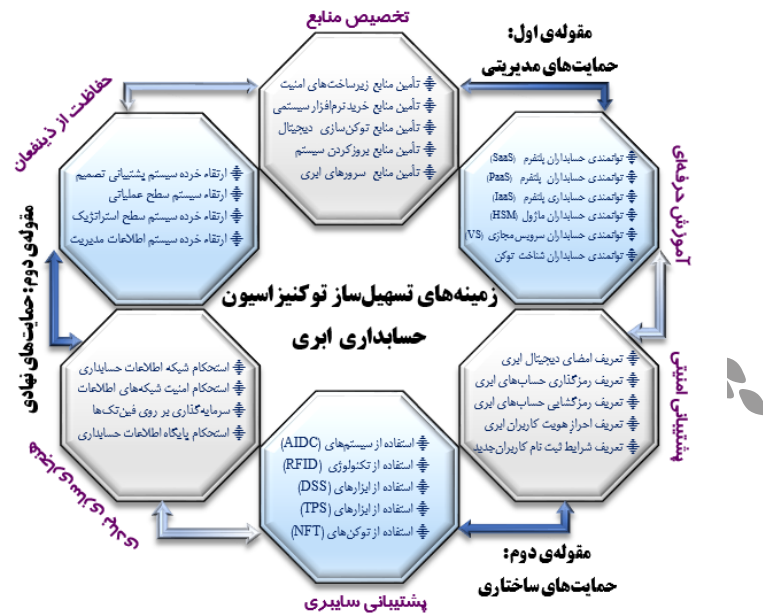 تخصیص منابع
تأمین منابع زیرساخت‌های امنیت
تأمین منابع خرید نرم‌افزار سیستمی
تأمین منابع توکن‌سازی دیجیتال
تأمین منابع بروزکردن سیستم
تأمین منابع سرورهای ابری
مقوله‌ی اول:
حمایت‌های مدیریتی
آموزش حرفه‌ای
توانمندی حسابداران پلتفرم (SaaS)
توانمندی حسابداران پلتفرم (PaaS)
توانمندی حسابداری پلتفرم (IaaS)
توانمندی حسابداران ماژول (HSM)
توانمندی حسابداران سرویس‌مجازی (VS)
توانمندی حسابداران شناخت توکن
پشتیبانی امنیتی
تعریف امضای دیجیتال ابری
تعریف رمزگذاری حساب‌های ابری
تعریف رمزگشایی حساب‌های ابری
تعریف احراز هویت کاربران ابری
تعریف شرایط ثبت نام کاربران‌جدید
مقوله‌ی دوم:
حمایت‌های ساختاری
استفاده از سیستم‌های (AIDC)
استفاده از تکنولوژی (RFID)
استفاده از ابزارهای (DSS)
استفاده از ابزارهای (TPS)
استفاده از توکن‌های (NFT)
پشتیبانی سایبری
هنجاری سازی نهادی
استحکام شبکه اطلاعات حسابداری
استحکام امنیت شبکه‌های اطلاعات
سرمایه‌گذاری بر روی فین‌تک‌ها
استحکام پایگاه اطلاعات حسابداری
مقوله‌ی دوم: حمایت‌های نهادی
حفاظت از ذینفعان
ارتقاء خرده سیستم پشتیبانی تصمیم
ارتقاء سیستم سطح عملیاتی
ارتقاء خرده سیستم سطح استراتژیک
ارتقاء خرده سیستم اطلاعات مدیریت
زمینه‌های تسهیل‌ساز توکنیزاسیون
حسابداری ابری